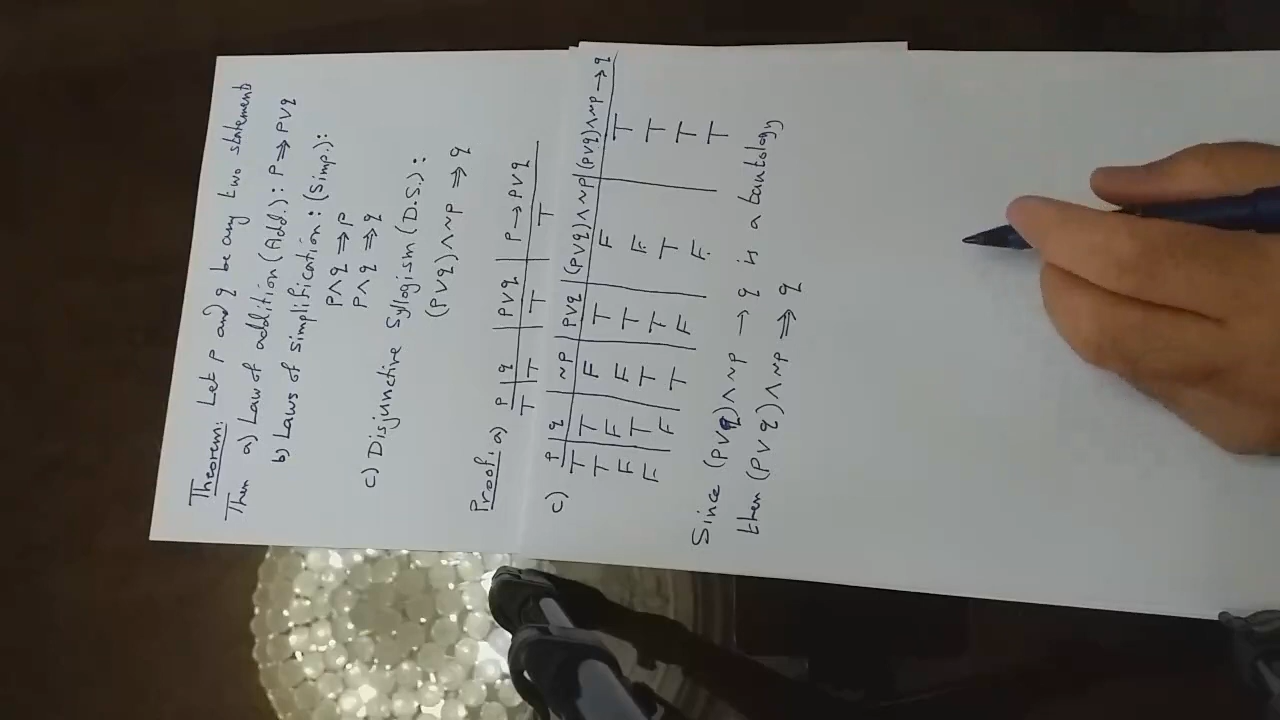 Theorem: Let p and q be any two statements
Then a) Law of addition (Add.): P ⇒ P∨q
b) Laws of simplification: (Simp.):
P∧q ⇒ P
P∧q ⇒ q
c) Disjunctive Syllogism (D.S.):
(P∨q)∧~P ⇒ q
Proof: a) P | q | P∨q | P → P∨q
T | T | T | T
c) P | q | ~P | P∨q | (P∨q)∧~P | (P∨q)∧~P → q
T | T | F | T | F | T
T | F | F | T | F | T
F | T | T | T | T | T
F | F | T | F | F. | T
Since (P∨q)∧~P → q is a tautology
then (P∨q)∧~P ⇒ q